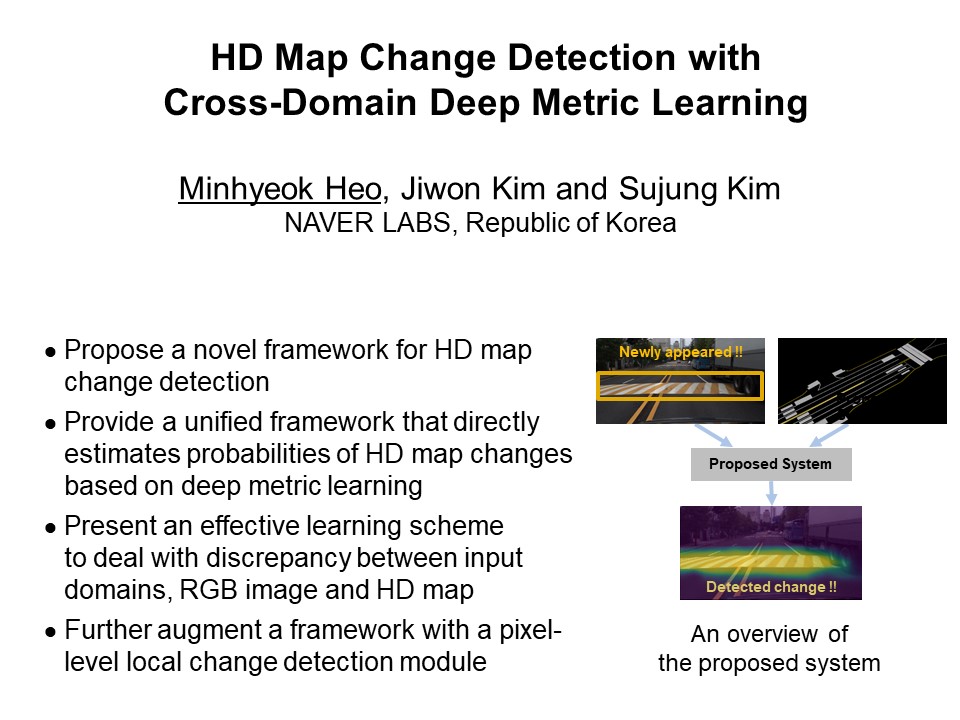 HD Map Change Detection with
Cross-Domain Deep Metric Learning
Minhyeok Heo, Jiwon Kim and Sujung Kim
NAVER LABS, Republic of Korea
● Propose a novel framework for HD map
change detection
● Provide a unified framework that directly
estimates probabilities of HD map changes
based on deep metric learning
● Present an effective learning scheme
to deal with discrepancy between input
domains, RGB image and HD map
● Further augment a framework with a pixel-
level local change detection module
Newly appeared !!
Proposed System
Detected change !!
An overview of
the proposed system